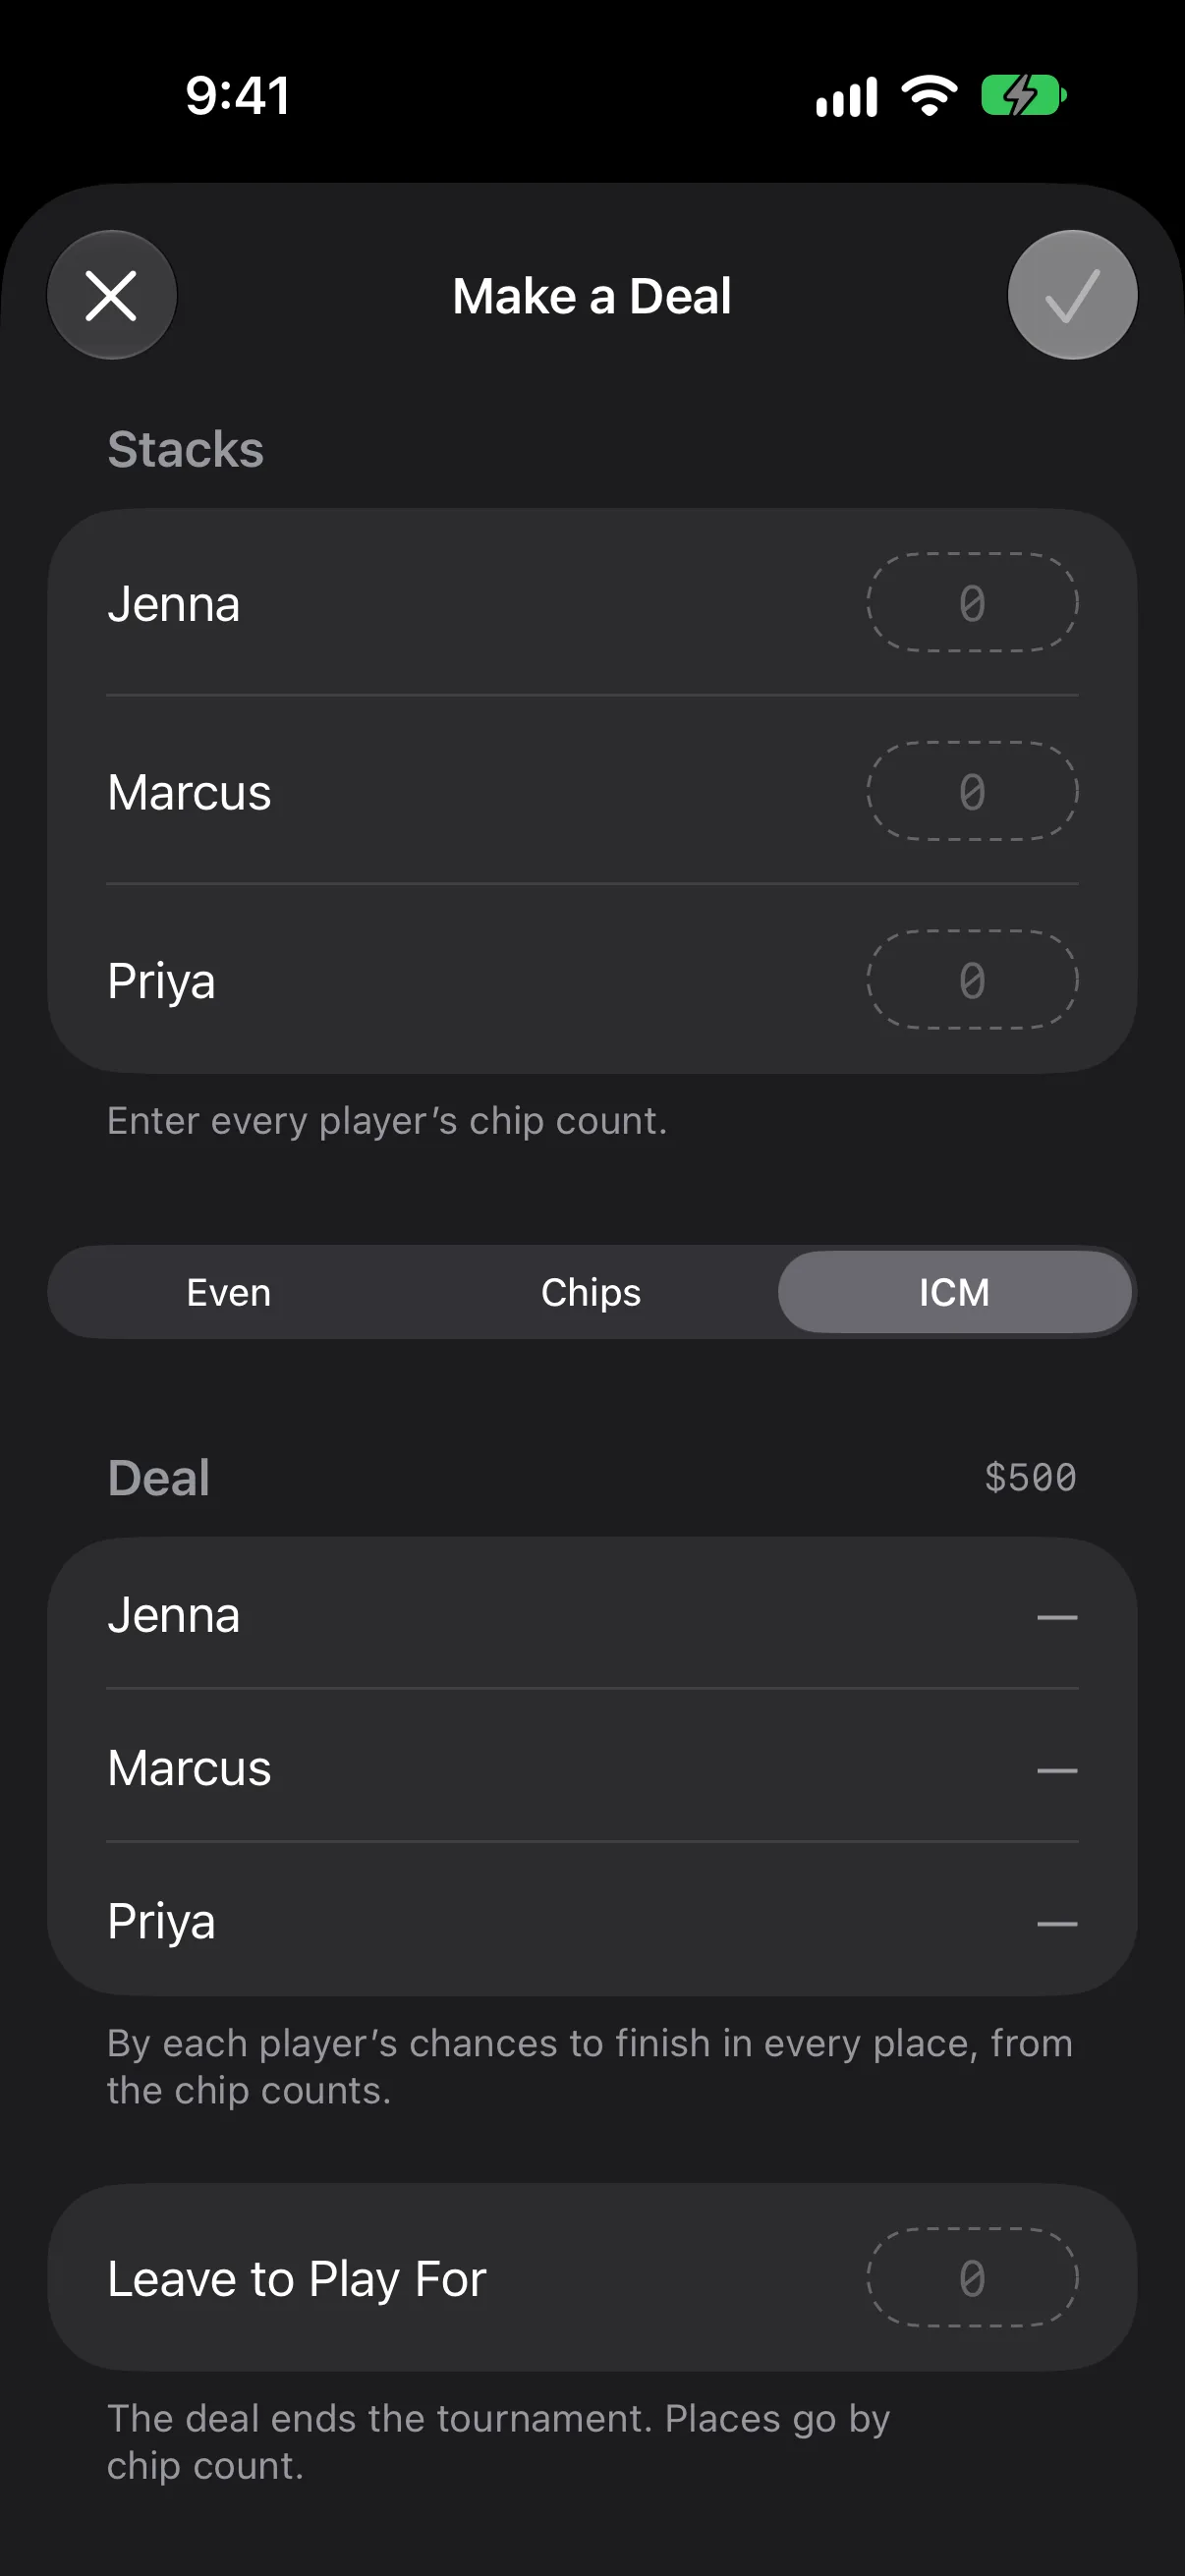 9:41
Make a Deal
Stacks
Jenna 0
Marcus 0
Priya 0
Enter every player’s chip count.
Even Chips ICM
Deal $500
Jenna —
Marcus —
Priya —
By each player’s chances to finish in every place, from
the chip counts.
Leave to Play For 0
The deal ends the tournament. Places go by
chip count.